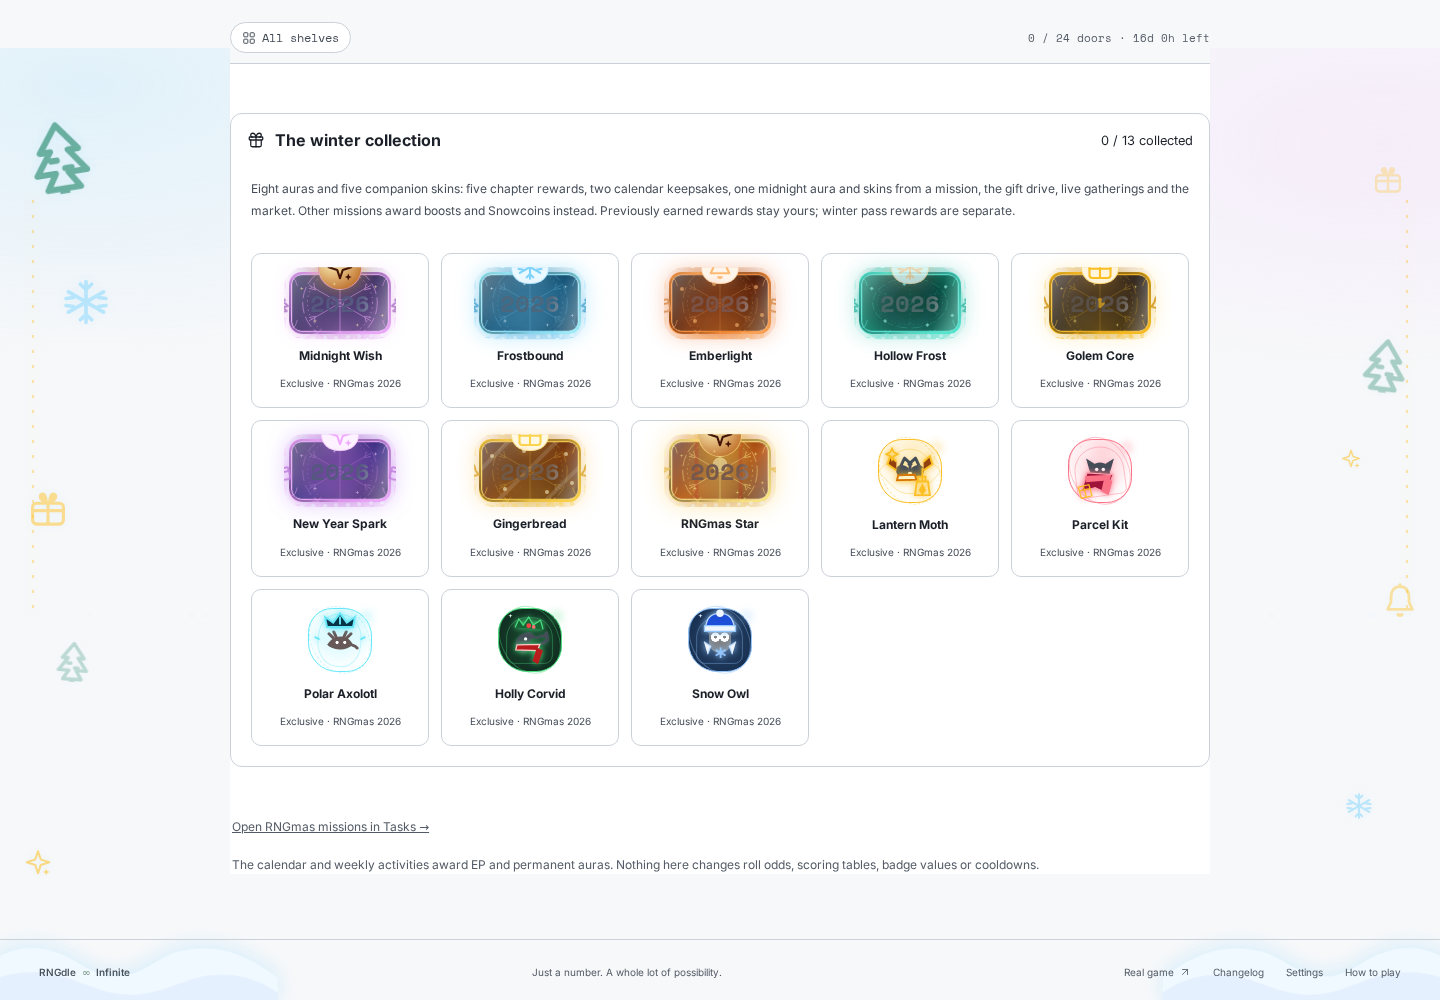 All shelves
0 / 24 doors · 16d 0h left
The winter collection
0 / 13 collected
Eight auras and five companion skins: five chapter rewards, two calendar keepsakes, one midnight aura and skins from a mission, the gift drive, live gatherings and the
market. Other missions award boosts and Snowcoins instead. Previously earned rewards stay yours; winter pass rewards are separate.
2026 2026 2026 2026 2026
Midnight Wish Frostbound Emberlight Hollow Frost Golem Core
Exclusive · RNGmas 2026 Exclusive · RNGmas 2026 Exclusive · RNGmas 2026 Exclusive · RNGmas 2026 Exclusive · RNGmas 2026
2026 2026 2026
New Year Spark Gingerbread RNGmas Star Lantern Moth Parcel Kit
Exclusive · RNGmas 2026 Exclusive · RNGmas 2026 Exclusive · RNGmas 2026 Exclusive · RNGmas 2026 Exclusive · RNGmas 2026
Polar Axolotl Holly Corvid Snow Owl
Exclusive · RNGmas 2026 Exclusive · RNGmas 2026 Exclusive · RNGmas 2026
Open RNGmas missions in Tasks →
The calendar and weekly activities award EP and permanent auras. Nothing here changes roll odds, scoring tables, badge values or cooldowns.
RNGdle ∞ Infinite
Just a number. A whole lot of possibility.
Real game ↗ Changelog Settings How to play